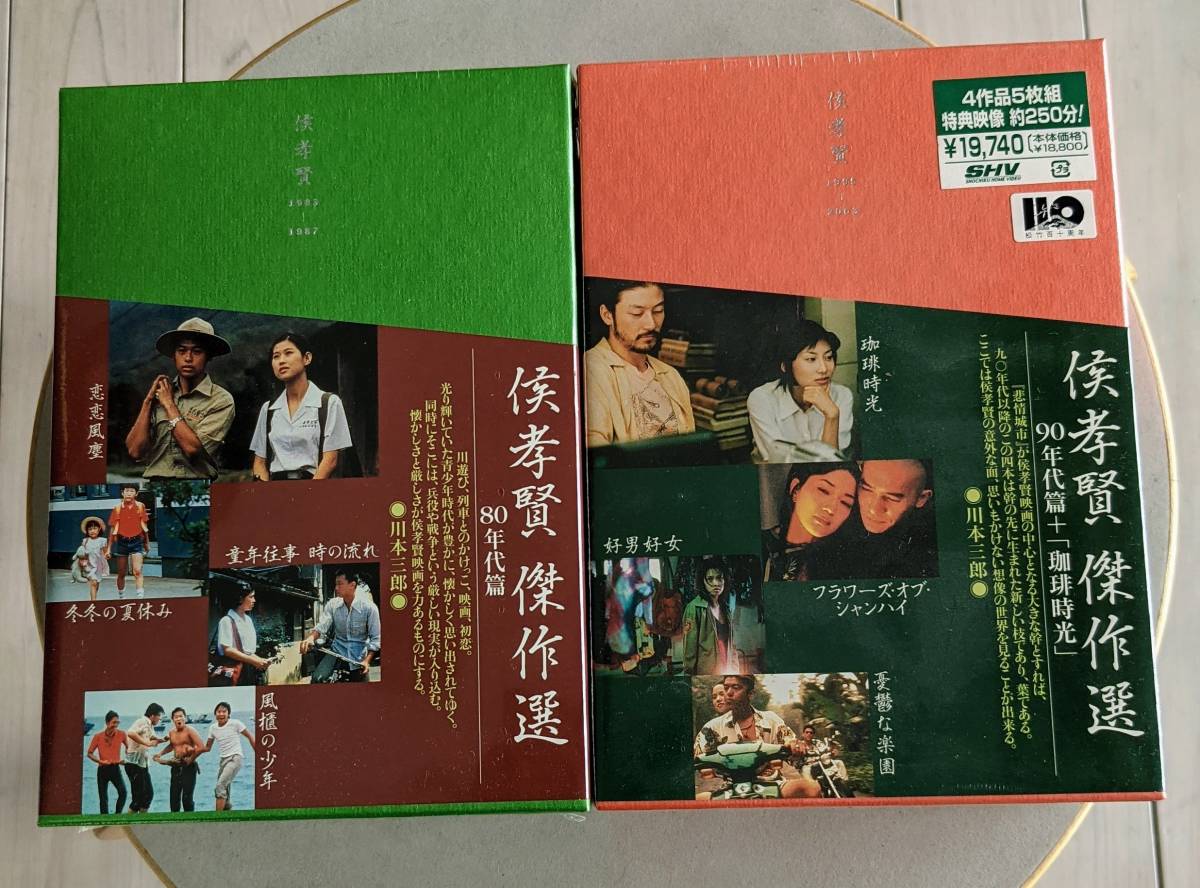 侯孝賢
1983
1987
恋恋風塵
童年往事 時の流れ
冬冬の夏休み
風櫃の少年
侯孝賢 傑作選
80年代篇
川遊び、列車とのかけっこ、映画、初恋。
光り輝いていた青少年時代が豊かに、懐かしく思い出されてゆく。
同時にそこには、兵役や戦争という厳しい現実が入り込む。
懐かしさと厳しさが侯孝賢映画を力あるものにする。
●川本三郎●
侯孝賢
2005
4作品5枚組
特典映像 約250分!
¥19,740 (本体価格 ¥18,800)
SHV
SHOCHIKU HOME VIDEO
110
松竹百十周年
珈琲時光
フラワーズ・オブ・
シャンハイ
好男好女
憂鬱な楽園
侯孝賢 傑作選
90年代篇+「珈琲時光」
『悲情城市』が侯孝賢映画の中心となる大きな幹とすれば、
九〇年代以降のこの四本は幹の先に生まれた新しい枝であり、葉である。
ここでは侯孝賢の意外な面、思いもかけない想像の世界を見ることが出来る。
●川本三郎●